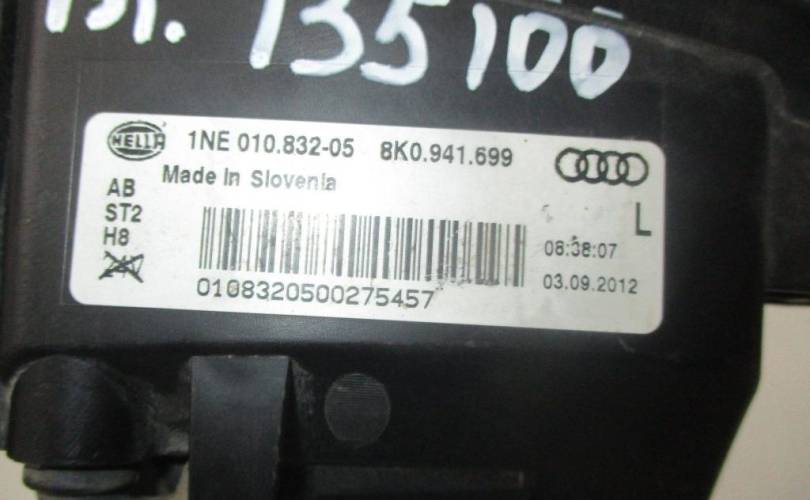 135100
HELLA 1NE 010.832-05 8K0.941.699
Made in Slovenia
AB
ST2
H8
L
08:38:07
03.09.2012
0108320500275457